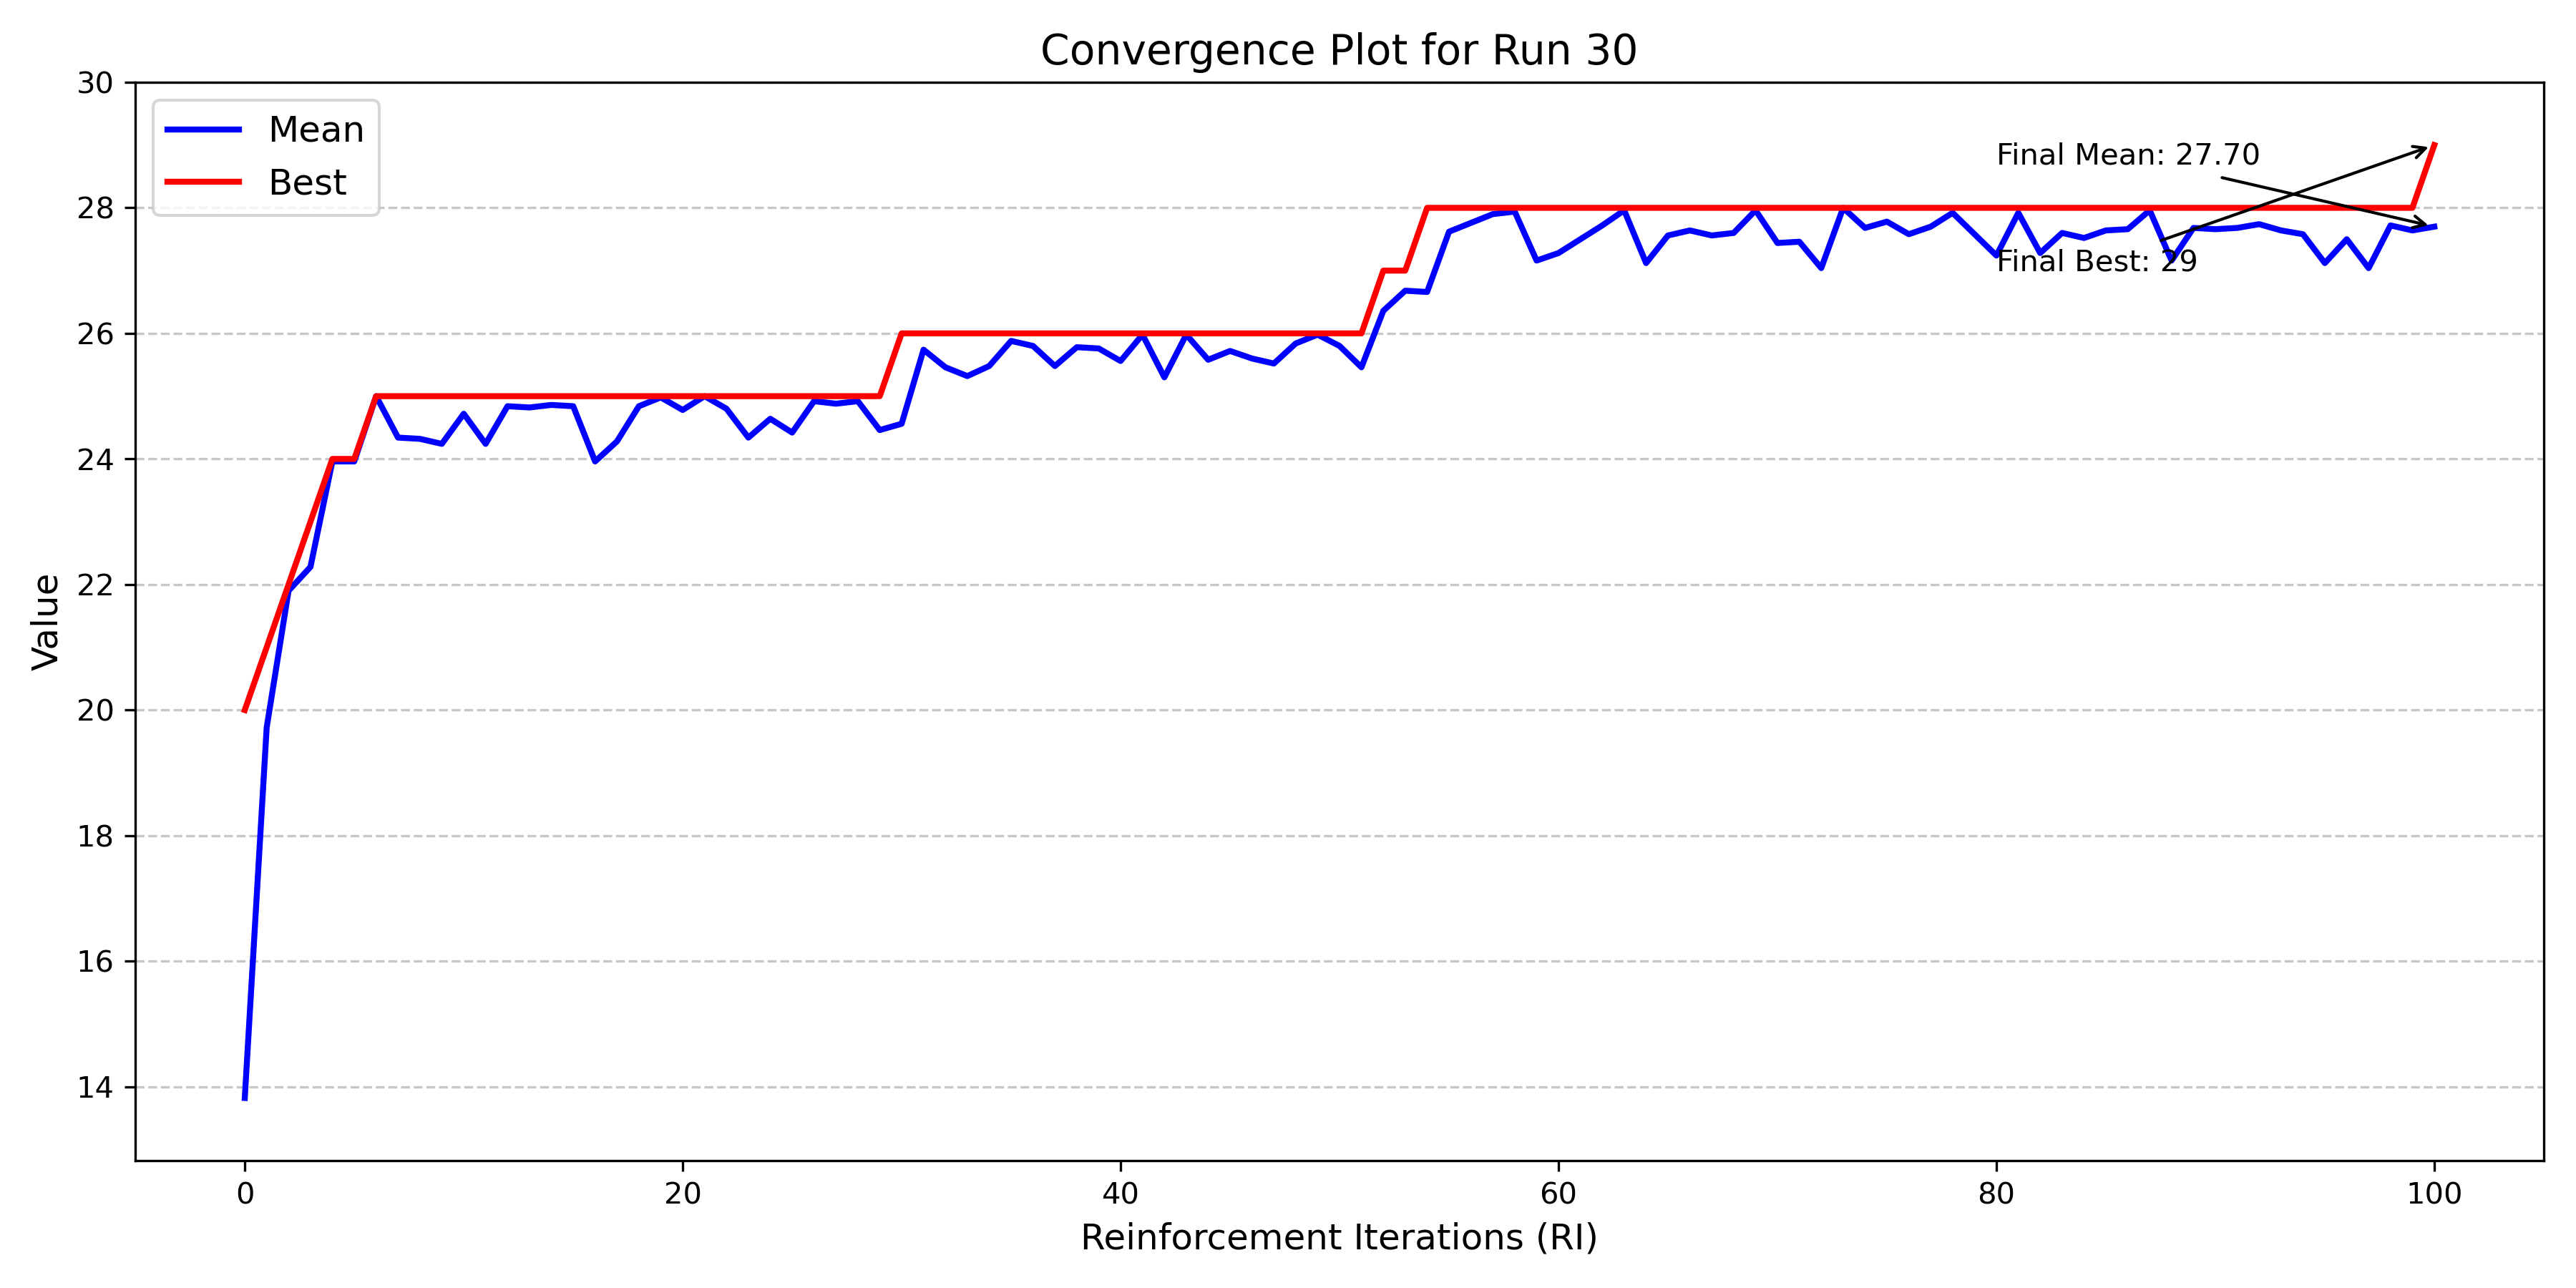 Convergence Plot for Run 30
30
28
26
24
22
20
18
16
14
Value
Mean
Best
Final Mean: 27.70
Final Best: 29
0 20 40 60 80 100
Reinforcement Iterations (RI)